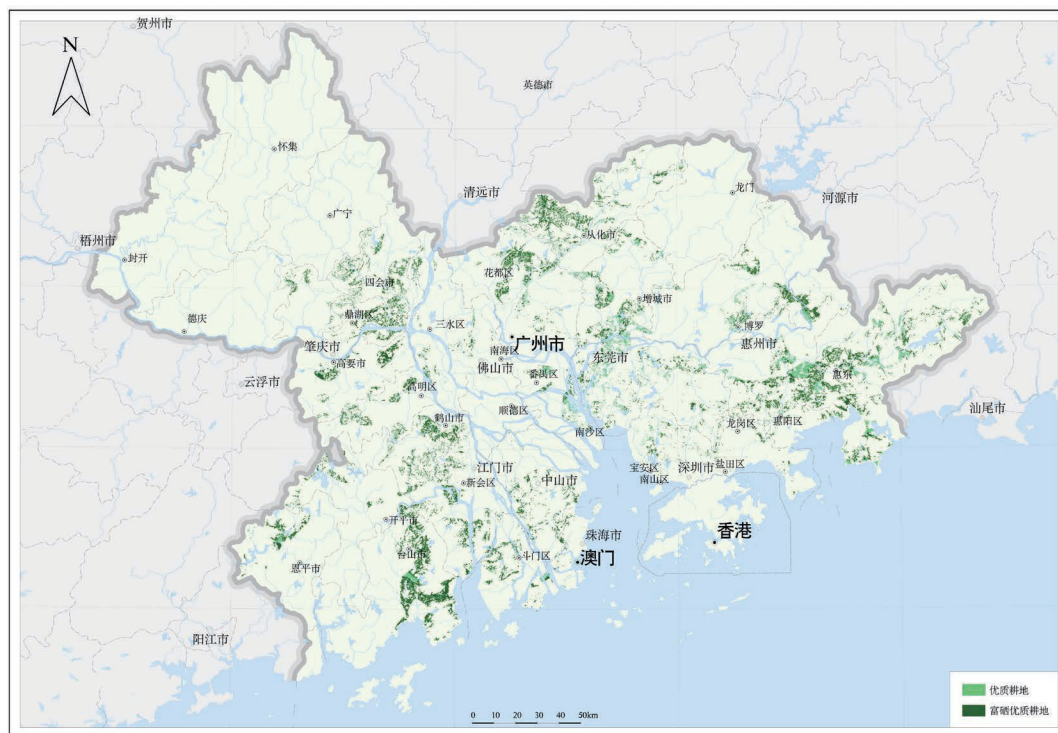 贺州市
N
英德市
怀集
清远市
龙门
河源市
广宁
从化市
梧州市
封开
花都区
四会市
增城市
德庆
鼎湖区
三水区
博罗
广州市
惠州市
肇庆市
南海区
东莞市
高要市
佛山市
惠东
云浮市
番禺区
高明区
汕尾市
顺德区
鹤山市
龙岗区
惠阳区
南沙区
江门市
宝安区
深圳市
盐田区
新会区
中山市
南山区
开平市
香港
珠海市
台山市
斗门区
澳门
恩平市
阳江市
优质耕地
富硒优质耕地
0 10 20 30 40 50km